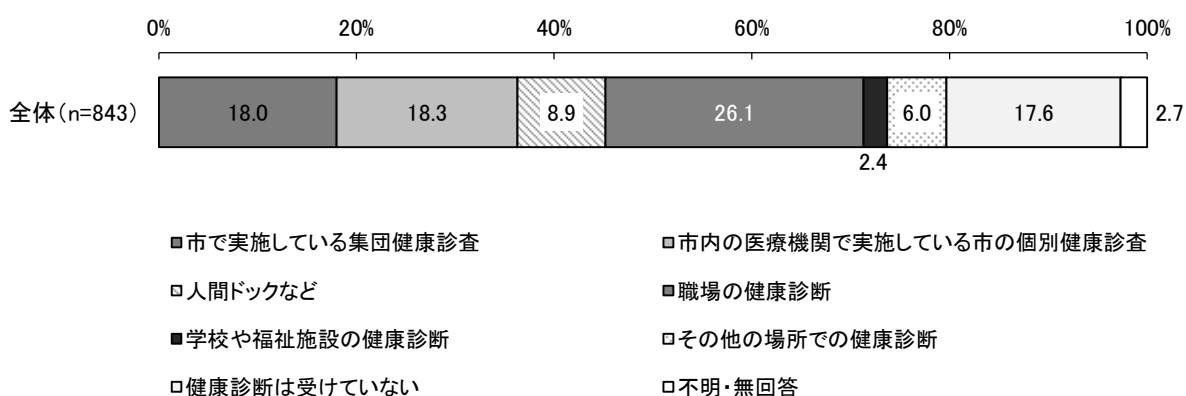 0% 20% 40% 60% 80% 100%
全体(n=843) 18.0 18.3 8.9 26.1 6.0 17.6 2.7
2.4
■市で実施している集団健康診査 ■市内の医療機関で実施している市の個別健康診査
人間ドックなど ■職場の健康診断
■学校や福祉施設の健康診断 その他の場所での健康診断
□健康診断は受けていない □不明・無回答